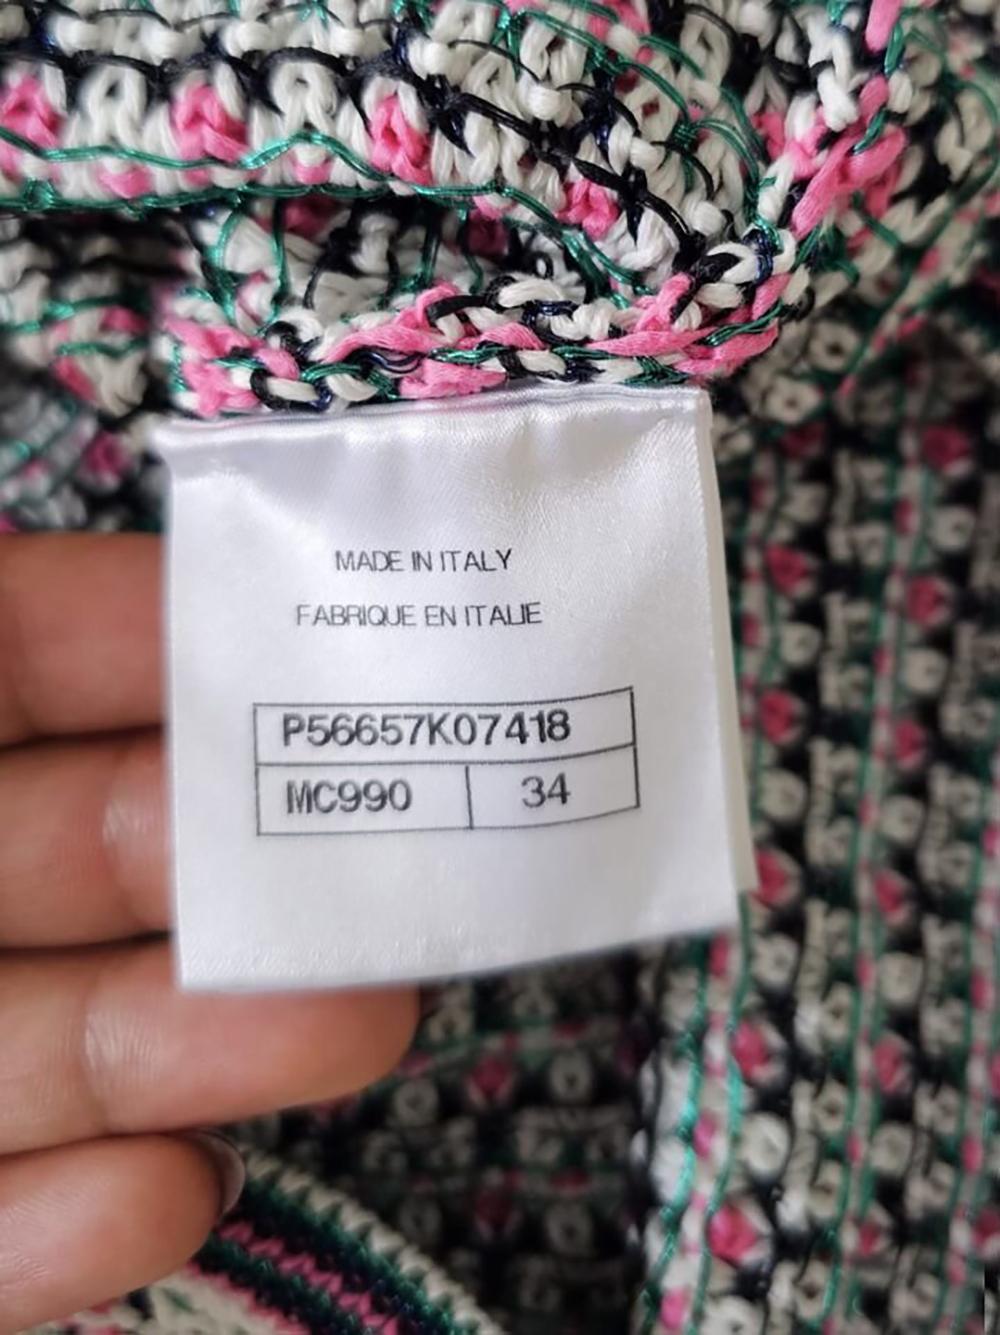 MADE IN ITALY
FABRIQUE EN ITALIE
P56657K07418
MC990 34